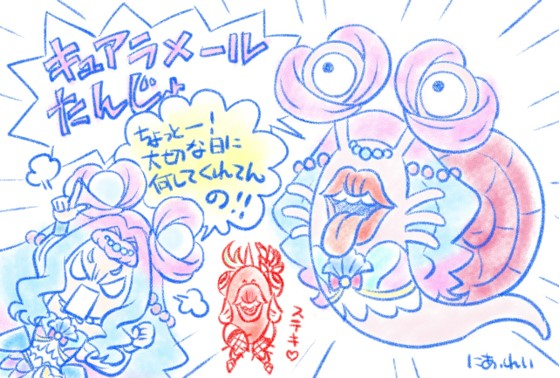 キュアラメール
たんじょ
ちょっとー！
大切な日に
何してくれてん
の!!
ステキ♡
にあ・れい